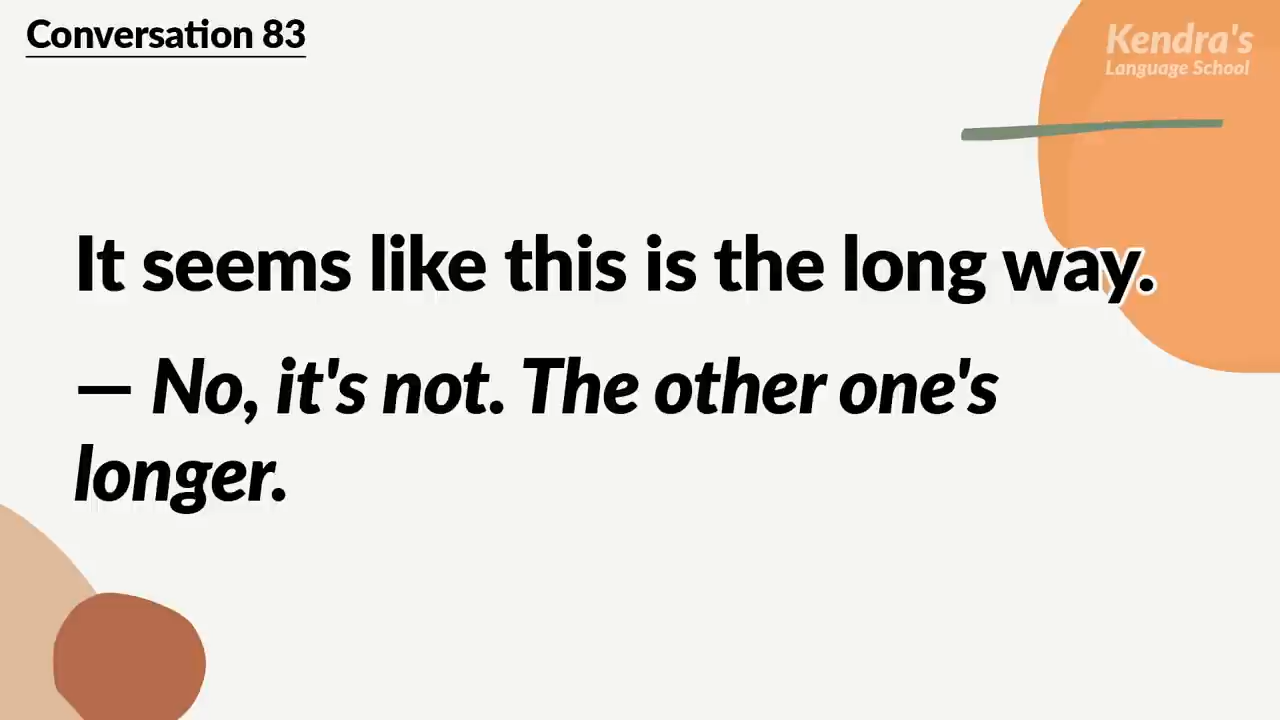 Conversation 83
Kendra's
Language School
It seems like this is the long way.
— No, it's not. The other one's
longer.